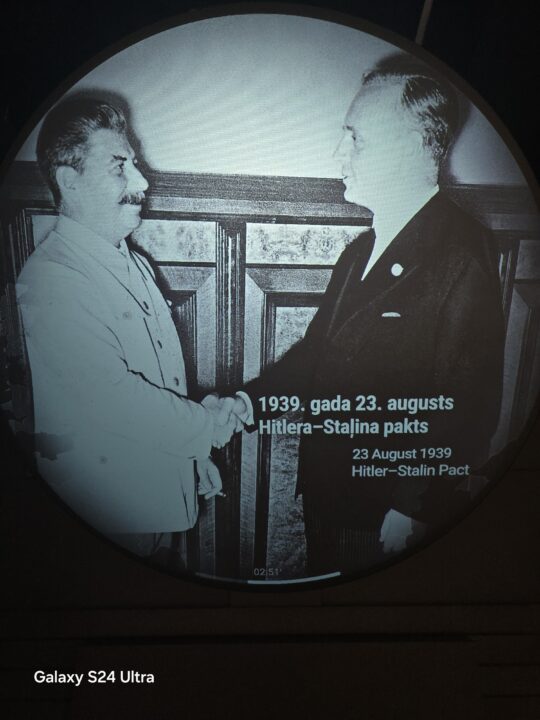 1939. gada 23. augusts
Hitlera–Staļina pakts
23 August 1939
Hitler–Stalin Pact
02:51'
Galaxy S24 Ultra